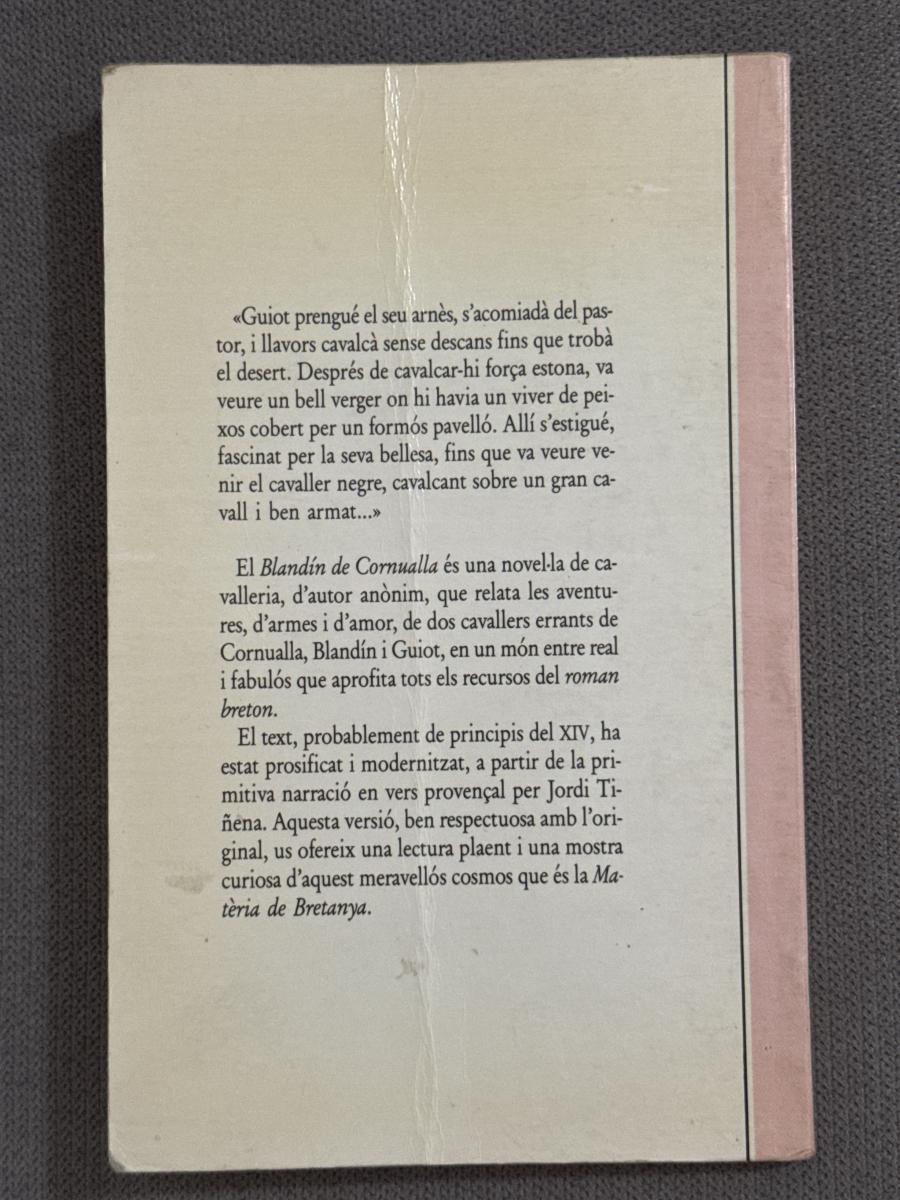 «Guiot prengué el seu arnès, s'acomiadà del pas-
tor, i llavors cavalcà sense descans fins que trobà
el desert. Després de cavalcar-hi força estona, va
veure un bell verger on hi havia un viver de pei-
xos cobert per un formós pavelló. Allí s'estigué,
fascinat per la seva bellesa, fins que va veure ve-
nir el cavaller negre, cavalcant sobre un gran ca-
vall i ben armat...»
El Blandín de Cornualla és una novel·la de ca-
valleria, d'autor anònim, que relata les aventu-
res, d'armes i d'amor, de dos cavallers errants de
Cornualla, Blandín i Guiot, en un món entre real
i fabulós que aprofita tots els recursos del roman
breton.
El text, probablement de principis del XIV, ha
estat prosificat i modernitzat, a partir de la pri-
mitiva narració en vers provençal per Jordi Ti-
ñena. Aquesta versió, ben respectuosa amb l'ori-
ginal, us ofereix una lectura plaent i una mostra
curiosa d'aquest meravellós cosmos que és la Ma-
tèria de Bretanya.